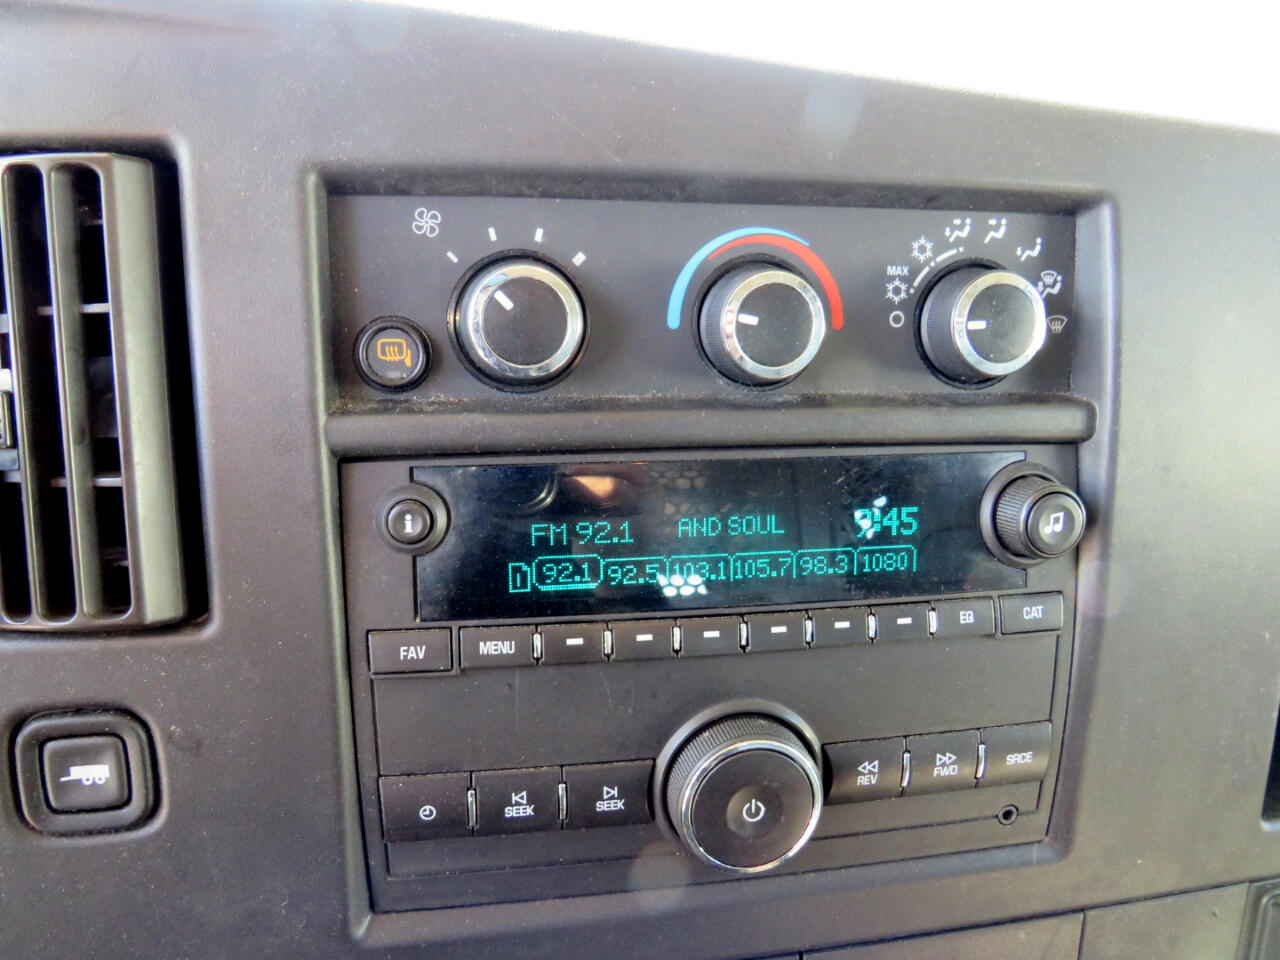 MAX
FM 92.1 AND SOUL 9:45
D 92.1 92.5 103.1 105.7 98.3 1080
i
FAV MENU EQ CAT
SEEK SEEK REV FWD SRCE